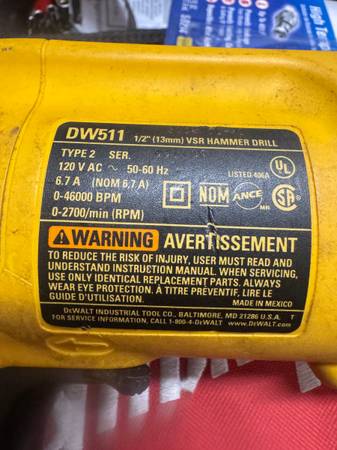 DW511 1/2" (13mm) VSR HAMMER DRILL
TYPE 2 SER.
120 V AC ~ 50-60 Hz
6.7 A (NOM 6,7 A)
0-46000 BPM
0-2700/min (RPM)
LISTED 406A
UL
NOM
ANCE
MR
SA
⚠WARNING AVERTISSEMENT
TO REDUCE THE RISK OF INJURY, USER MUST READ AND
UNDERSTAND INSTRUCTION MANUAL. WHEN SERVICING,
USE ONLY IDENTICAL REPLACEMENT PARTS. ALWAYS
WEAR EYE PROTECTION. À TITRE PRÉVENTIF, LIRE LE
GUIDE D'UTILISATION.
MADE IN MEXICO
DEWALT INDUSTRIAL TOOL CO., BALTIMORE, MD 21286 U.S.A. T
FOR SERVICE INFORMATION, CALL 1-800-4-DEWALT www.DEWALT.com